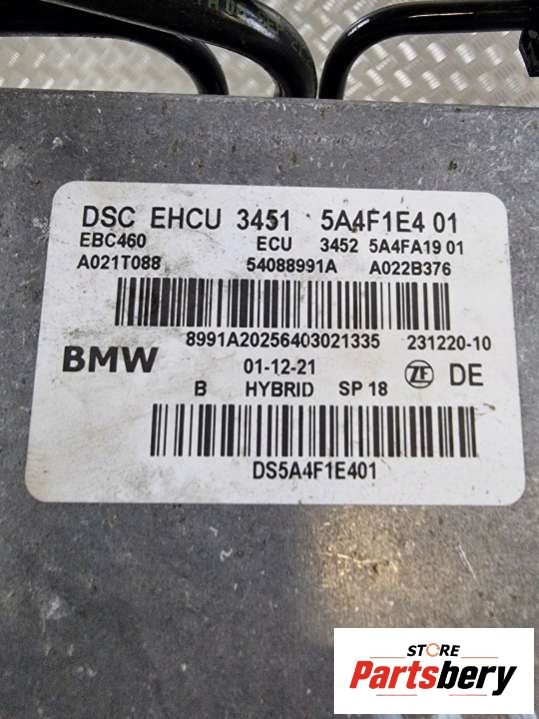 DSC EHCU 3451 5A4F1E4 01
EBC460 ECU 3452 5A4FA19 01
A021T088 54088991A A022B376
8991A20256403021335 231220-10
BMW 01-12-21 ZF DE
B HYBRID SP 18
DS5A4F1E401
STORE
Partsbery